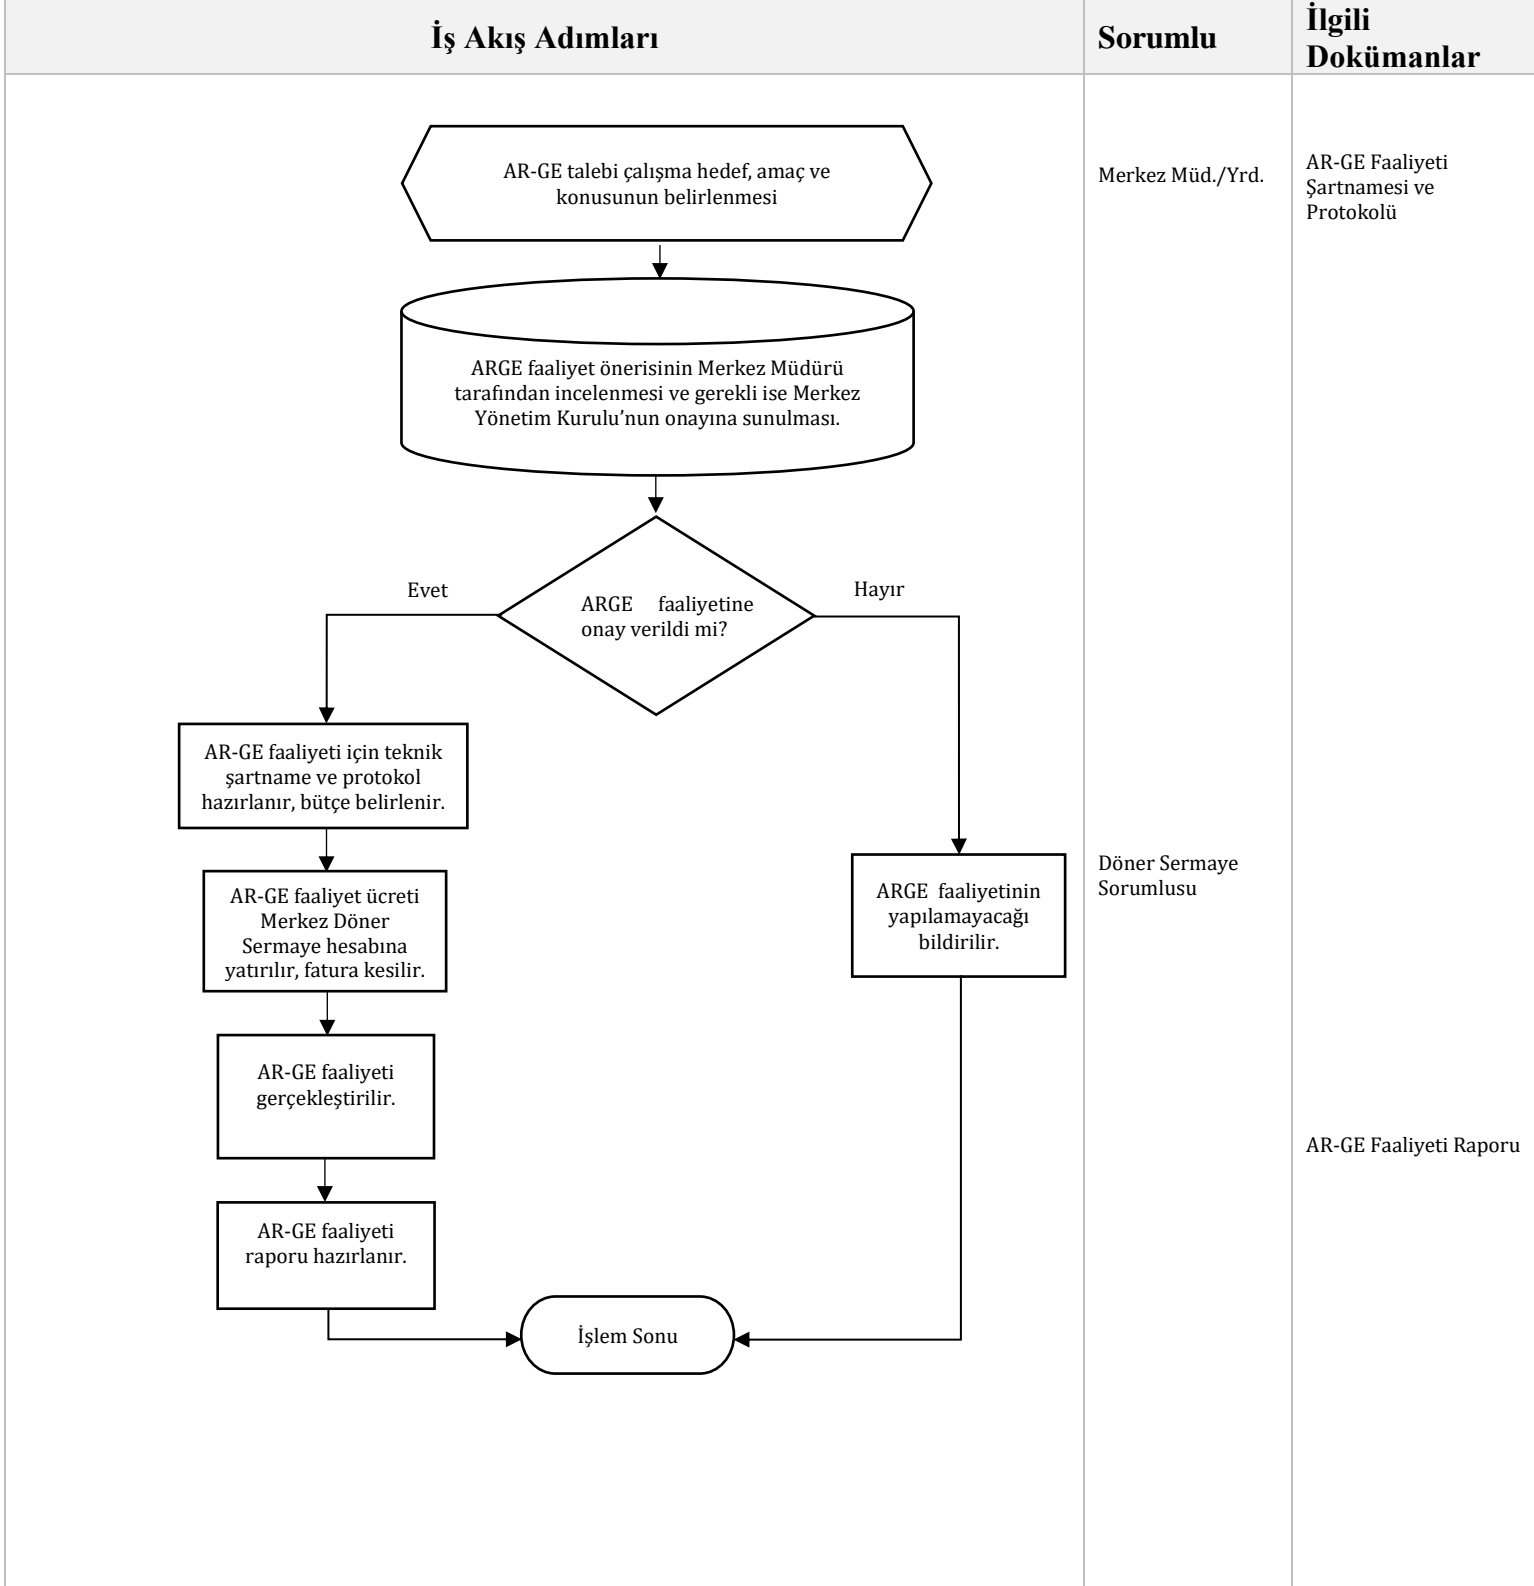 İş Akış Adımları
Sorumlu
İlgili
Dokümanlar
AR-GE talebi çalışma hedef, amaç ve
konusunun belirlenmesi
Merkez Müd./Yrd.
AR-GE Faaliyeti
Şartnamesi ve
Protokolü
ARGE faaliyet önerisinin Merkez Müdürü
tarafından incelenmesi ve gerekli ise Merkez
Yönetim Kurulu’nun onayına sunulması.
Evet
ARGE faaliyetine
onay verildi mi?
Hayır
AR-GE faaliyeti için teknik
şartname ve protokol
hazırlanır, bütçe belirlenir.
AR-GE faaliyet ücreti
Merkez Döner
Sermaye hesabına
yatırılır, fatura kesilir.
ARGE faaliyetinin
yapılamayacağı
bildirilir.
Döner Sermaye
Sorumlusu
AR-GE faaliyeti
gerçekleştirilir.
AR-GE Faaliyeti Raporu
AR-GE faaliyeti
raporu hazırlanır.
İşlem Sonu